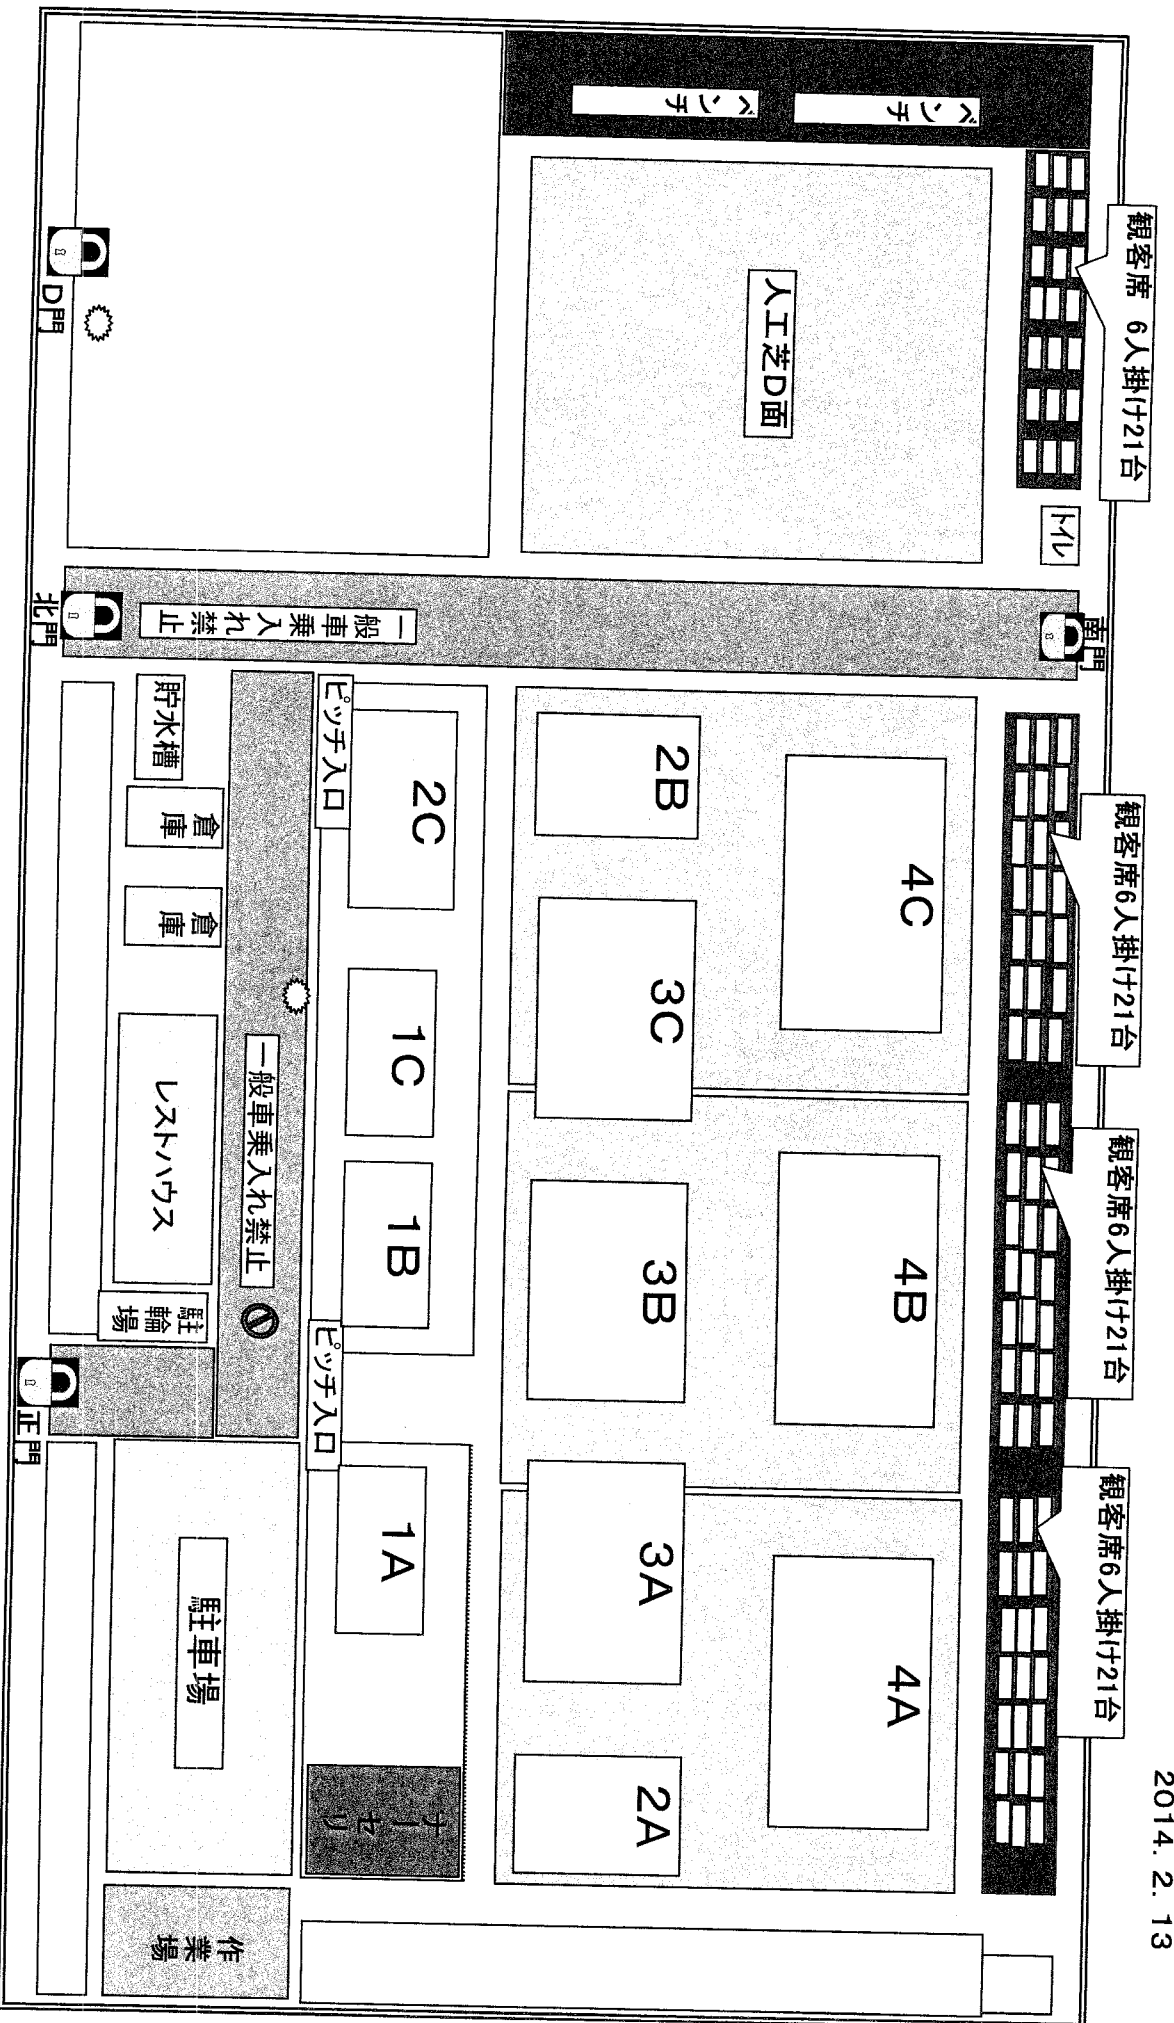 2014. 2. 13
観客席 6人掛け21台
観客席6人掛け21台
観客席6人掛け21台
観客席6人掛け21台
ベンチ
ベンチ
トイレ
南門
人工芝D面
4C
4B
4A
2B
3C
3B
3A
2A
2C
1C
1B
1A
ピッチ入口
ピッチ入口
ナーセリ
一般車乗入れ禁止
一般車乗入れ禁止
貯水槽
倉庫
倉庫
レストハウス
駐輪場
駐車場
作業場
D門
北門
正門